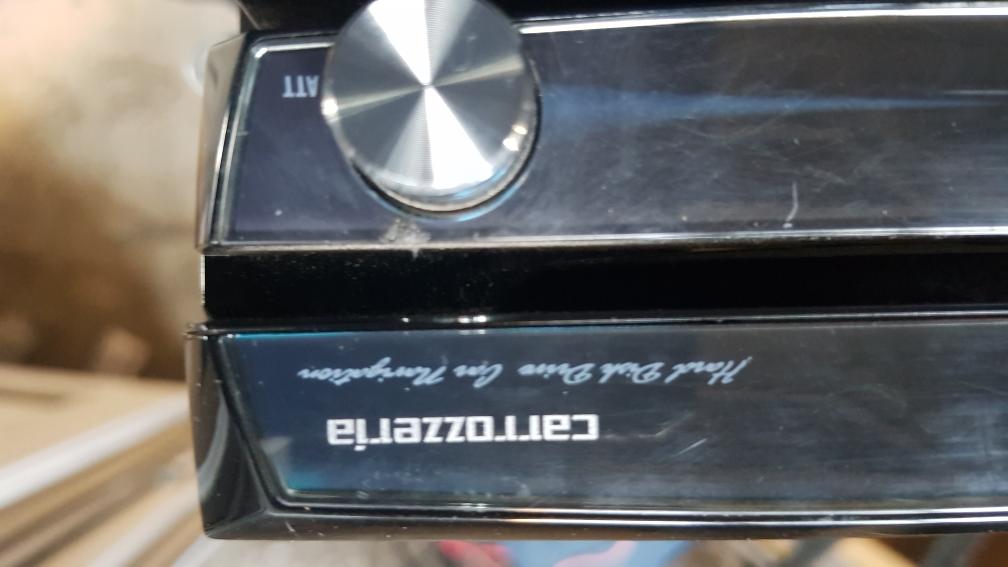 carrozzeria
Hard Disk Drive Car Navigation
ATT